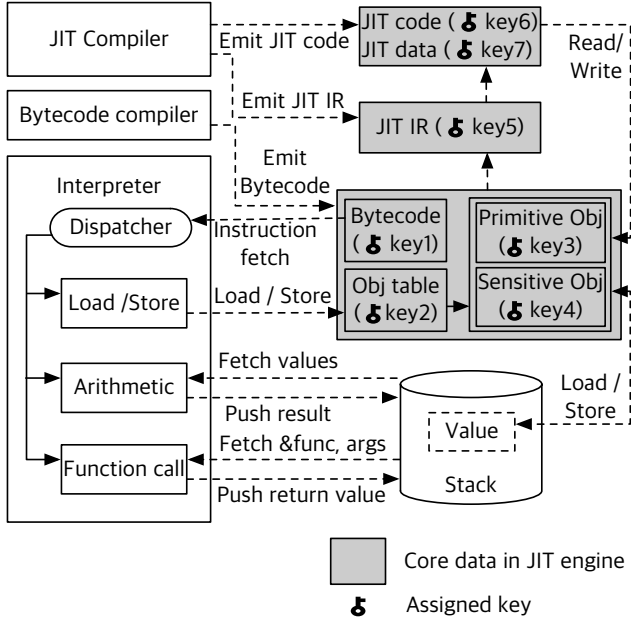 JIT Compiler
Emit JIT code
JIT code ( key6)
JIT data ( key7)
Read/
Write
Bytecode compiler
Emit JIT IR
JIT IR ( key5)
Emit
Bytecode
Interpreter
Dispatcher
Instruction
fetch
Bytecode
( key1)
Primitive Obj
( key3)
Load /Store
Load / Store
Obj table
( key2)
Sensitive Obj
( key4)
Fetch values
Arithmetic
Push result
Load /
Store
Fetch &func, args
Value
Function call
Push return value
Stack
Core data in JIT engine
Assigned key